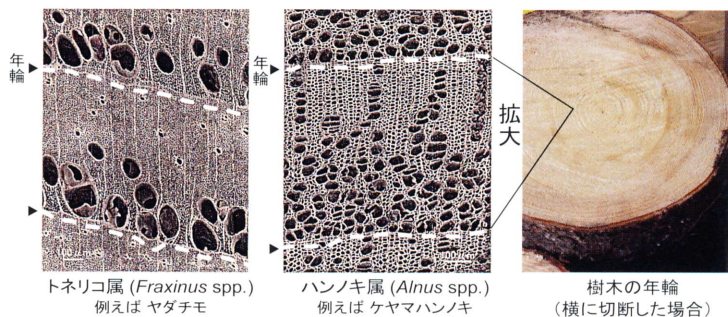 年輪
年輪
拡大
100μm
100μm
トネリコ属 (Fraxinus spp.)
例えば ヤダチモ
ハンノキ属 (Alnus spp.)
例えば ケヤマハンノキ
樹木の年輪
(横に切断した場合)